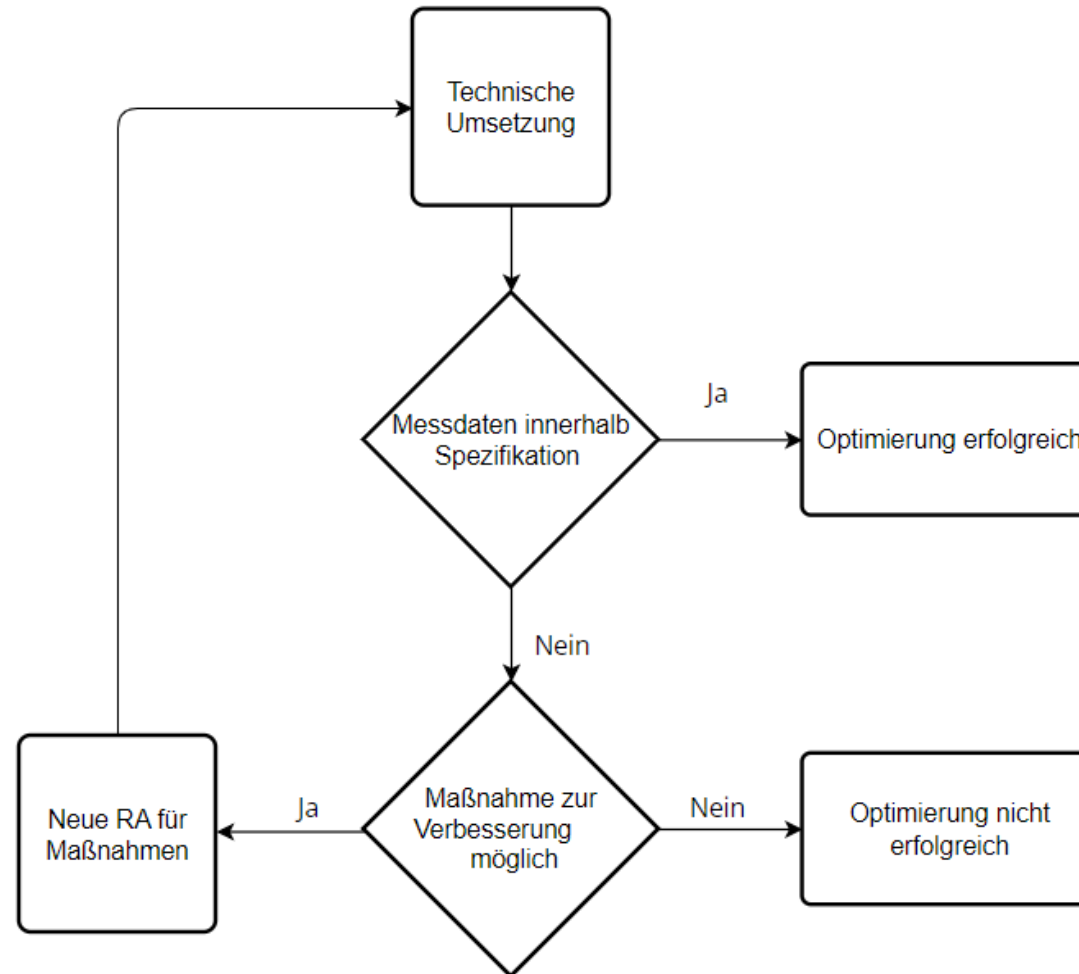 Technische
Umsetzung
Messdaten innerhalb
Spezifikation
Ja
Optimierung erfolgreich
Nein
Maßnahme zur
Verbesserung
möglich
Ja
Neue RA für
Maßnahmen
Nein
Optimierung nicht
erfolgreich